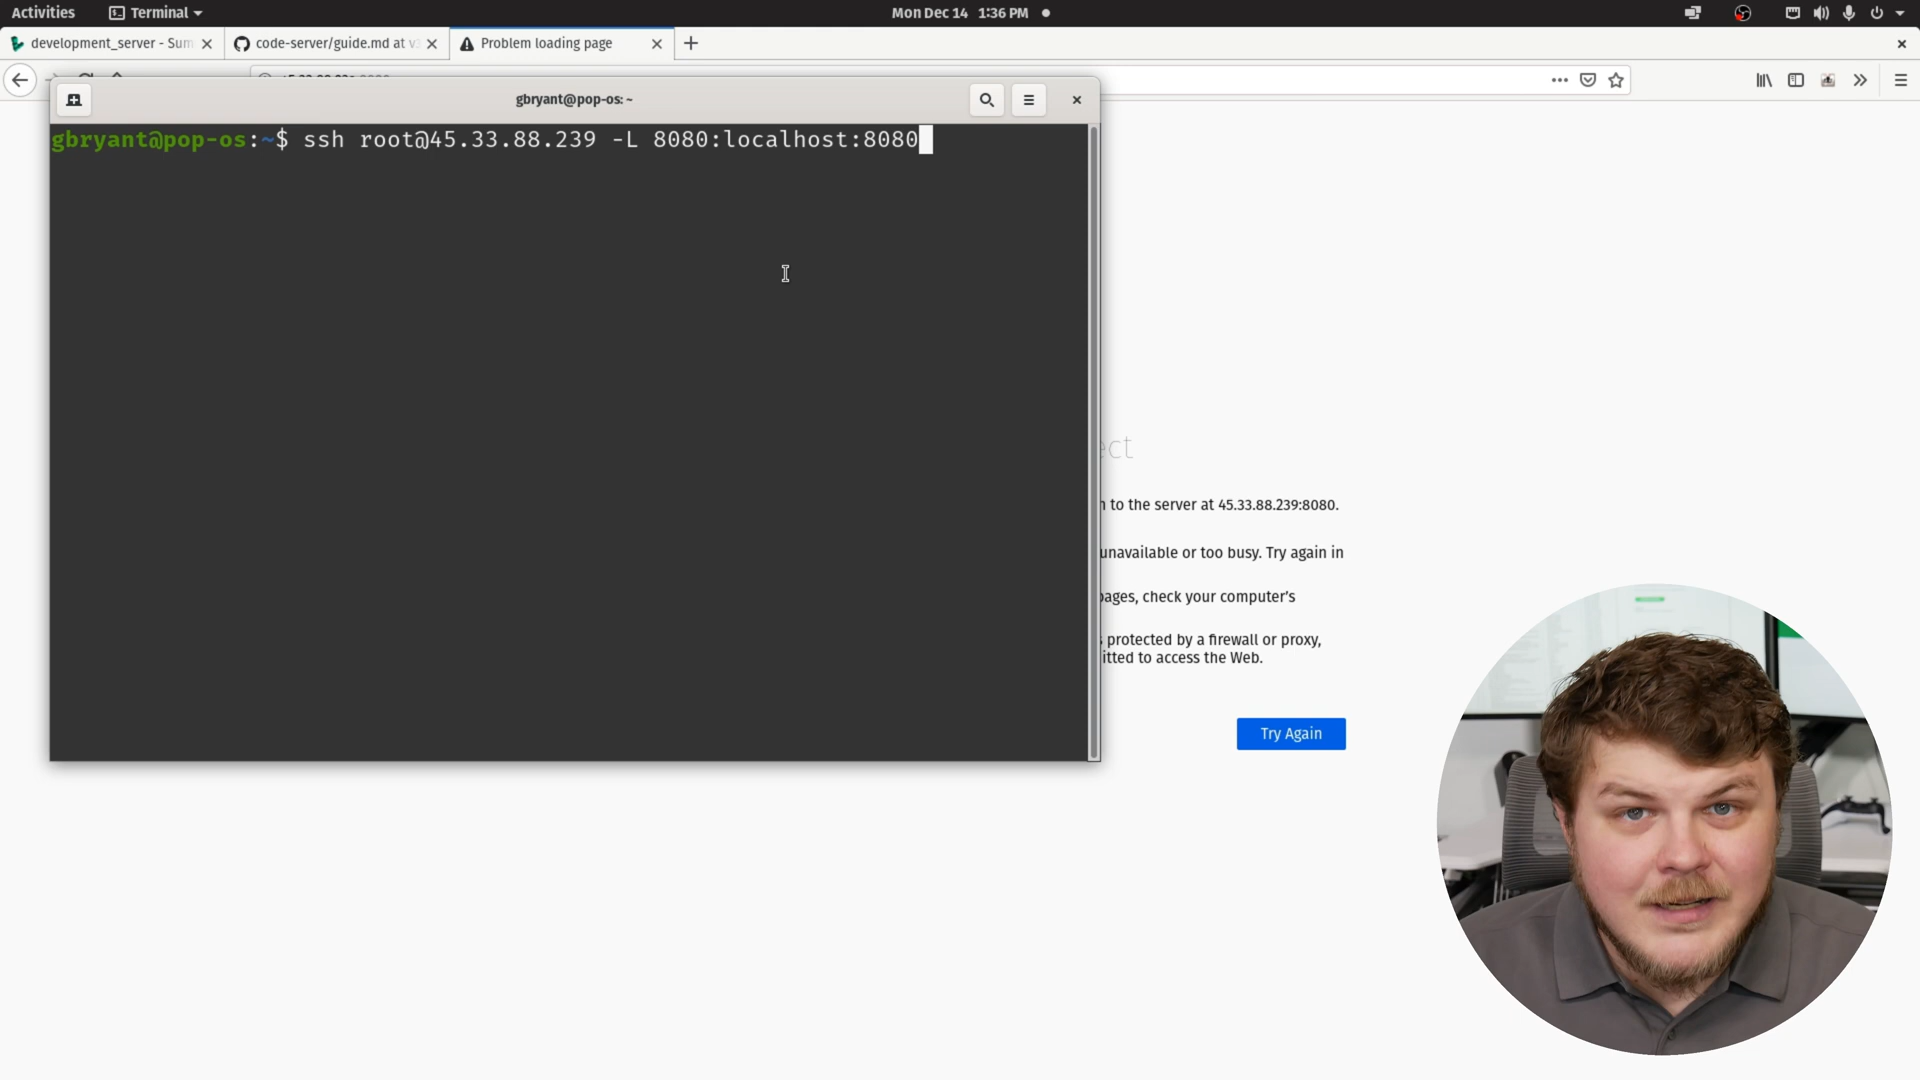 Activities
Terminal
Mon Dec 14 1:36 PM
development_server - Sum
code-server/guide.md at v3
Problem loading page
gbryant@pop-os: ~
gbryant@pop-os:~$ ssh root@45.33.88.239 -L 8080:localhost:8080
ect
to the server at 45.33.88.239:8080.
unavailable or too busy. Try again in
pages, check your computer's
protected by a firewall or proxy,
itted to access the Web.
Try Again